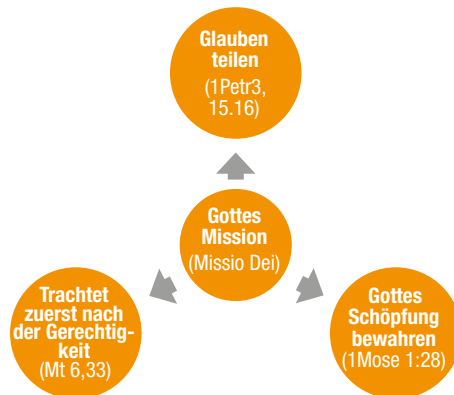 Glauben
teilen
(1Petr3,
15.16)
Gottes
Mission
(Missio Dei)
Trachtet
zuerst nach
der Gerechtig-
keit
(Mt 6,33)
Gottes
Schöpfung
bewahren
(1Mose 1:28)